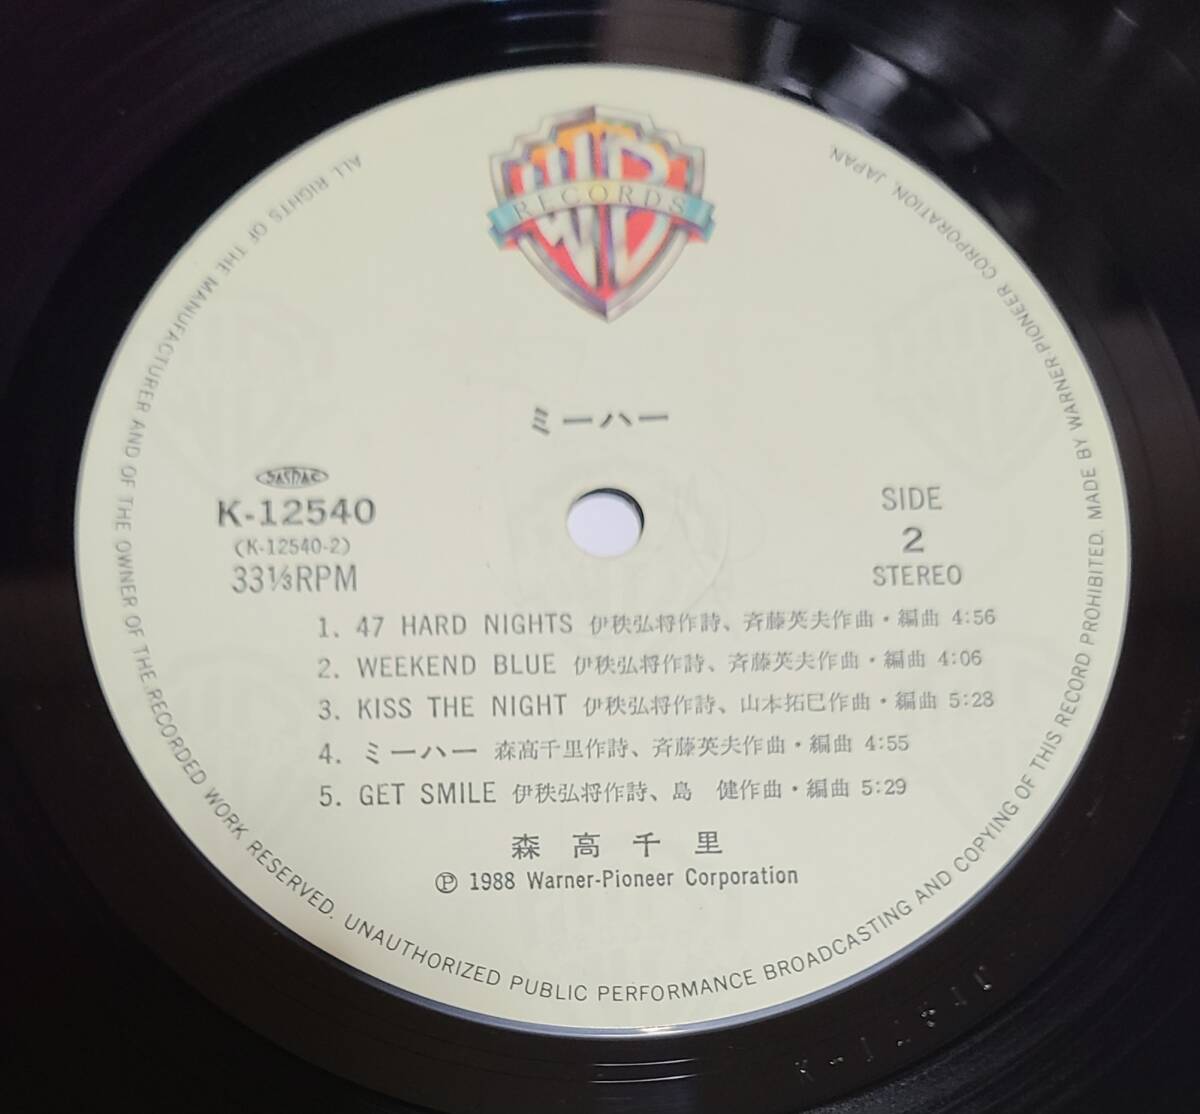 WB
RECORDS
ミーハー
JASRAC
K-12540
(K-12540-2)
33⅓RPM
SIDE
2
STEREO
1. 47 HARD NIGHTS 伊秩弘将作詩、斉藤英夫作曲・編曲 4:56
2. WEEKEND BLUE 伊秩弘将作詩、斉藤英夫作曲・編曲 4:06
3. KISS THE NIGHT 伊秩弘将作詩、山本拓巳作曲・編曲 5:28
4. ミーハー 森高千里作詩、斉藤英夫作曲・編曲 4:55
5. GET SMILE 伊秩弘将作詩、島 健作曲・編曲 5:29
森高千里
Ⓟ 1988 Warner-Pioneer Corporation
ALL RIGHTS OF THE MANUFACTURER AND OF THE OWNER OF THE RECORDED WORK RESERVED. UNAUTHORIZED PUBLIC PERFORMANCE BROADCASTING AND COPYING OF THIS RECORD PROHIBITED. MADE BY WARNER-PIONEER CORPORATION, JAPAN.